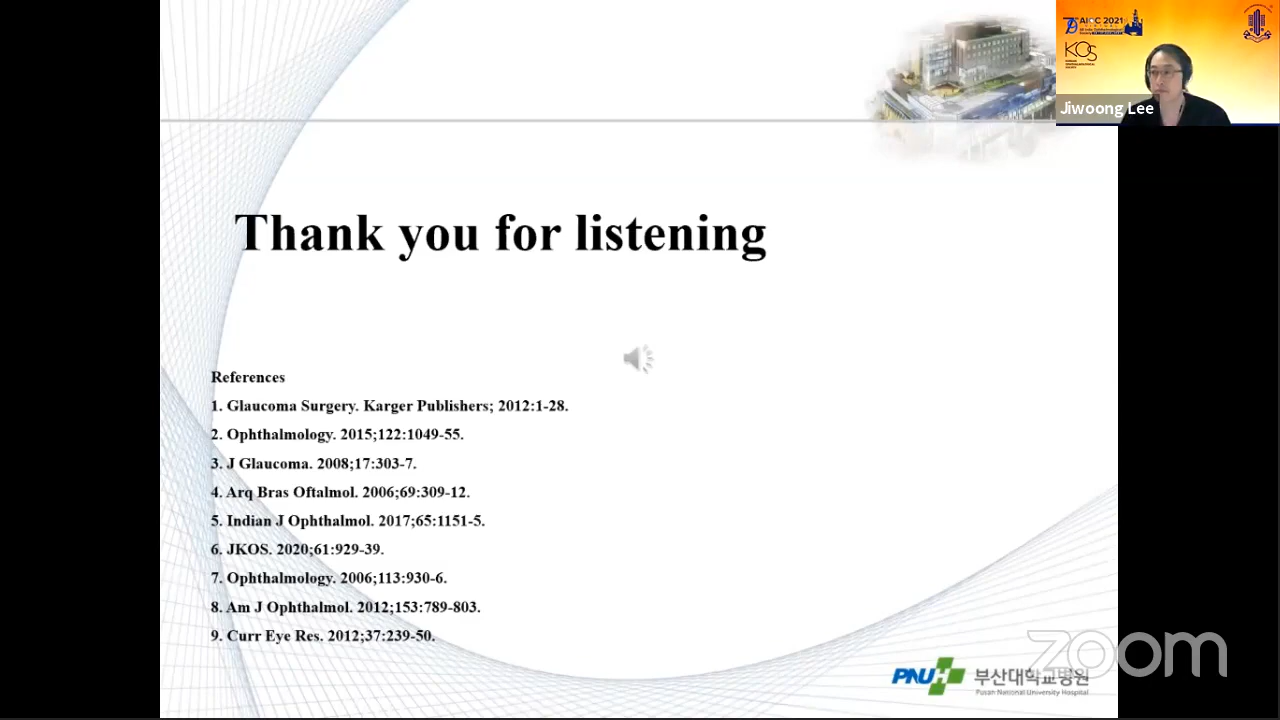 Thank you for listening
References
1. Glaucoma Surgery. Karger Publishers; 2012:1-28.
2. Ophthalmology. 2015;122:1049-55.
3. J Glaucoma. 2008;17:303-7.
4. Arq Bras Oftalmol. 2006;69:309-12.
5. Indian J Ophthalmol. 2017;65:1151-5.
6. JKOS. 2020;61:929-39.
7. Ophthalmology. 2006;113:930-6.
8. Am J Ophthalmol. 2012;153:789-803.
9. Curr Eye Res. 2012;37:239-50.
PNUH 부산대학교병원
Pusan National University Hospital
zoom
AIOC 2021
KOS
Jiwoong Lee